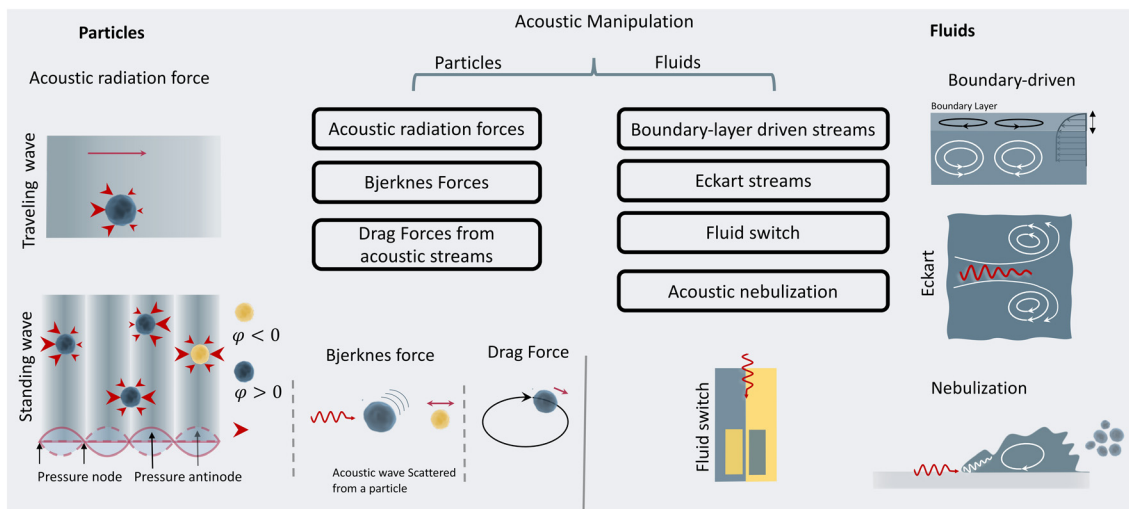 Acoustic Manipulation
Particles
Fluids
Particles
Acoustic radiation force
Traveling wave
Standing wave
φ < 0
φ > 0
Pressure node
Pressure antinode
Acoustic radiation forces
Bjerknes Forces
Drag Forces from
acoustic streams
Boundary-layer driven streams
Eckart streams
Fluid switch
Acoustic nebulization
Bjerknes force
Acoustic wave Scattered
from a particle
Drag Force
Fluid switch
Fluids
Boundary-driven
Boundary Layer
Eckart
Nebulization